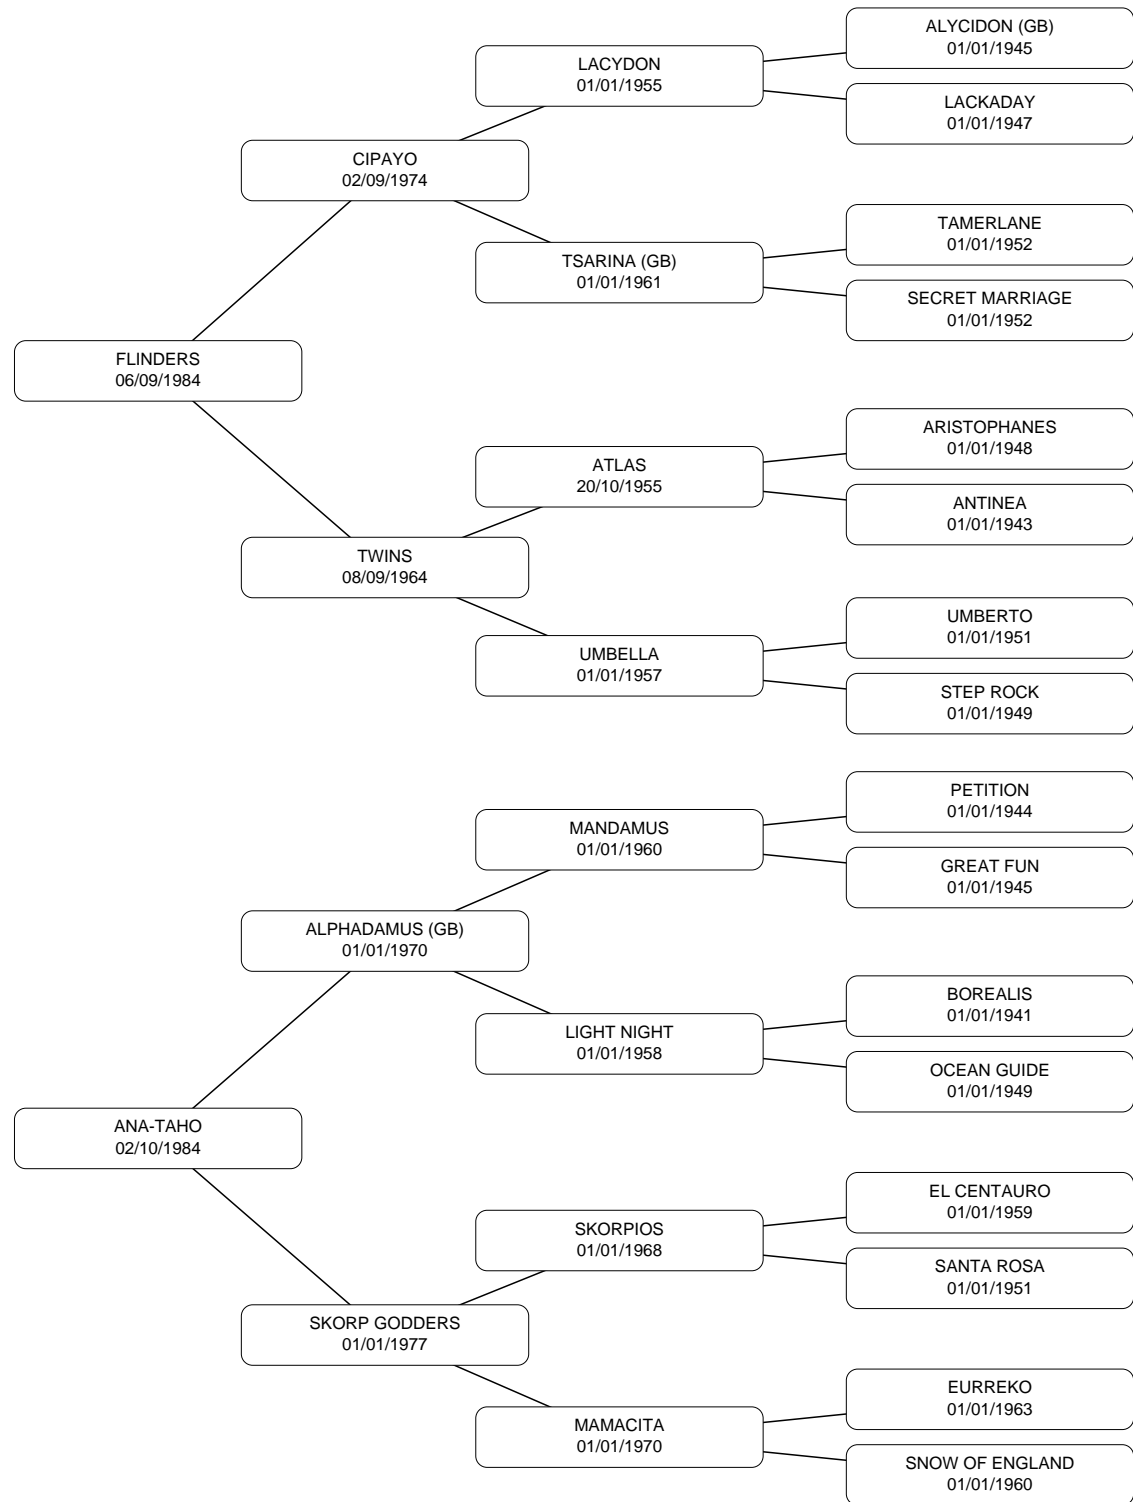 ALYCIDON (GB)
01/01/1945
LACYDON
01/01/1955
LACKADAY
01/01/1947
CIPAYO
02/09/1974
TAMERLANE
01/01/1952
TSARINA (GB)
01/01/1961
SECRET MARRIAGE
01/01/1952
FLINDERS
06/09/1984
ARISTOPHANES
01/01/1948
ATLAS
20/10/1955
ANTINEA
01/01/1943
TWINS
08/09/1964
UMBERTO
01/01/1951
UMBELLA
01/01/1957
STEP ROCK
01/01/1949
PETITION
01/01/1944
MANDAMUS
01/01/1960
GREAT FUN
01/01/1945
ALPHADAMUS (GB)
01/01/1970
BOREALIS
01/01/1941
LIGHT NIGHT
01/01/1958
OCEAN GUIDE
01/01/1949
ANA-TAHO
02/10/1984
EL CENTAURO
01/01/1959
SKORPIOS
01/01/1968
SANTA ROSA
01/01/1951
SKORP GODDERS
01/01/1977
EURREKO
01/01/1963
MAMACITA
01/01/1970
SNOW OF ENGLAND
01/01/1960